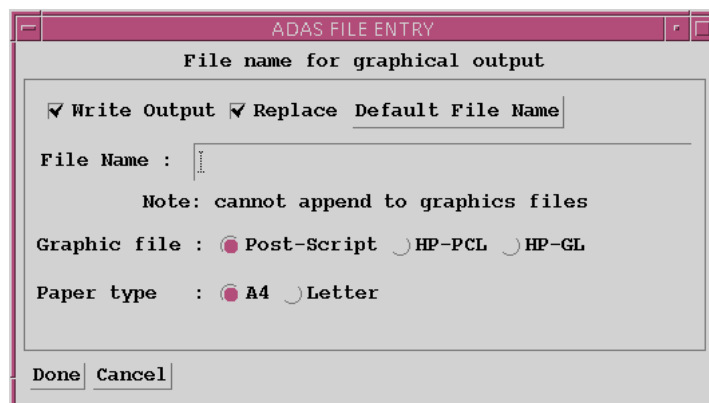 ADAS FILE ENTRY
File name for graphical output
Write Output Replace Default File Name
File Name :
Note: cannot append to graphics files
Graphic file : Post-Script HP-PCL HP-GL
Paper type : A4 Letter
Done Cancel